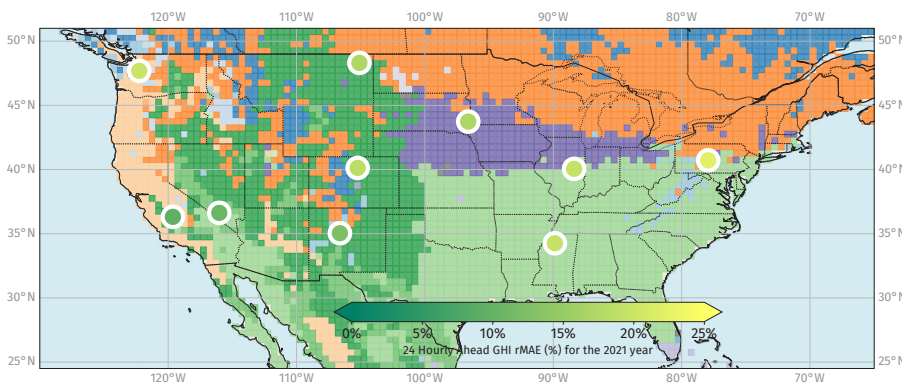 120°W 110°W 100°W 90°W 80°W 70°W
50°N 50°N
45°N 45°N
40°N 40°N
35°N 35°N
30°N 30°N
0% 5% 10% 15% 20% 25%
24 Hourly Ahead GHI rMAE (%) for the 2021 year
25°N 25°N
120°W 110°W 100°W 90°W 80°W 70°W